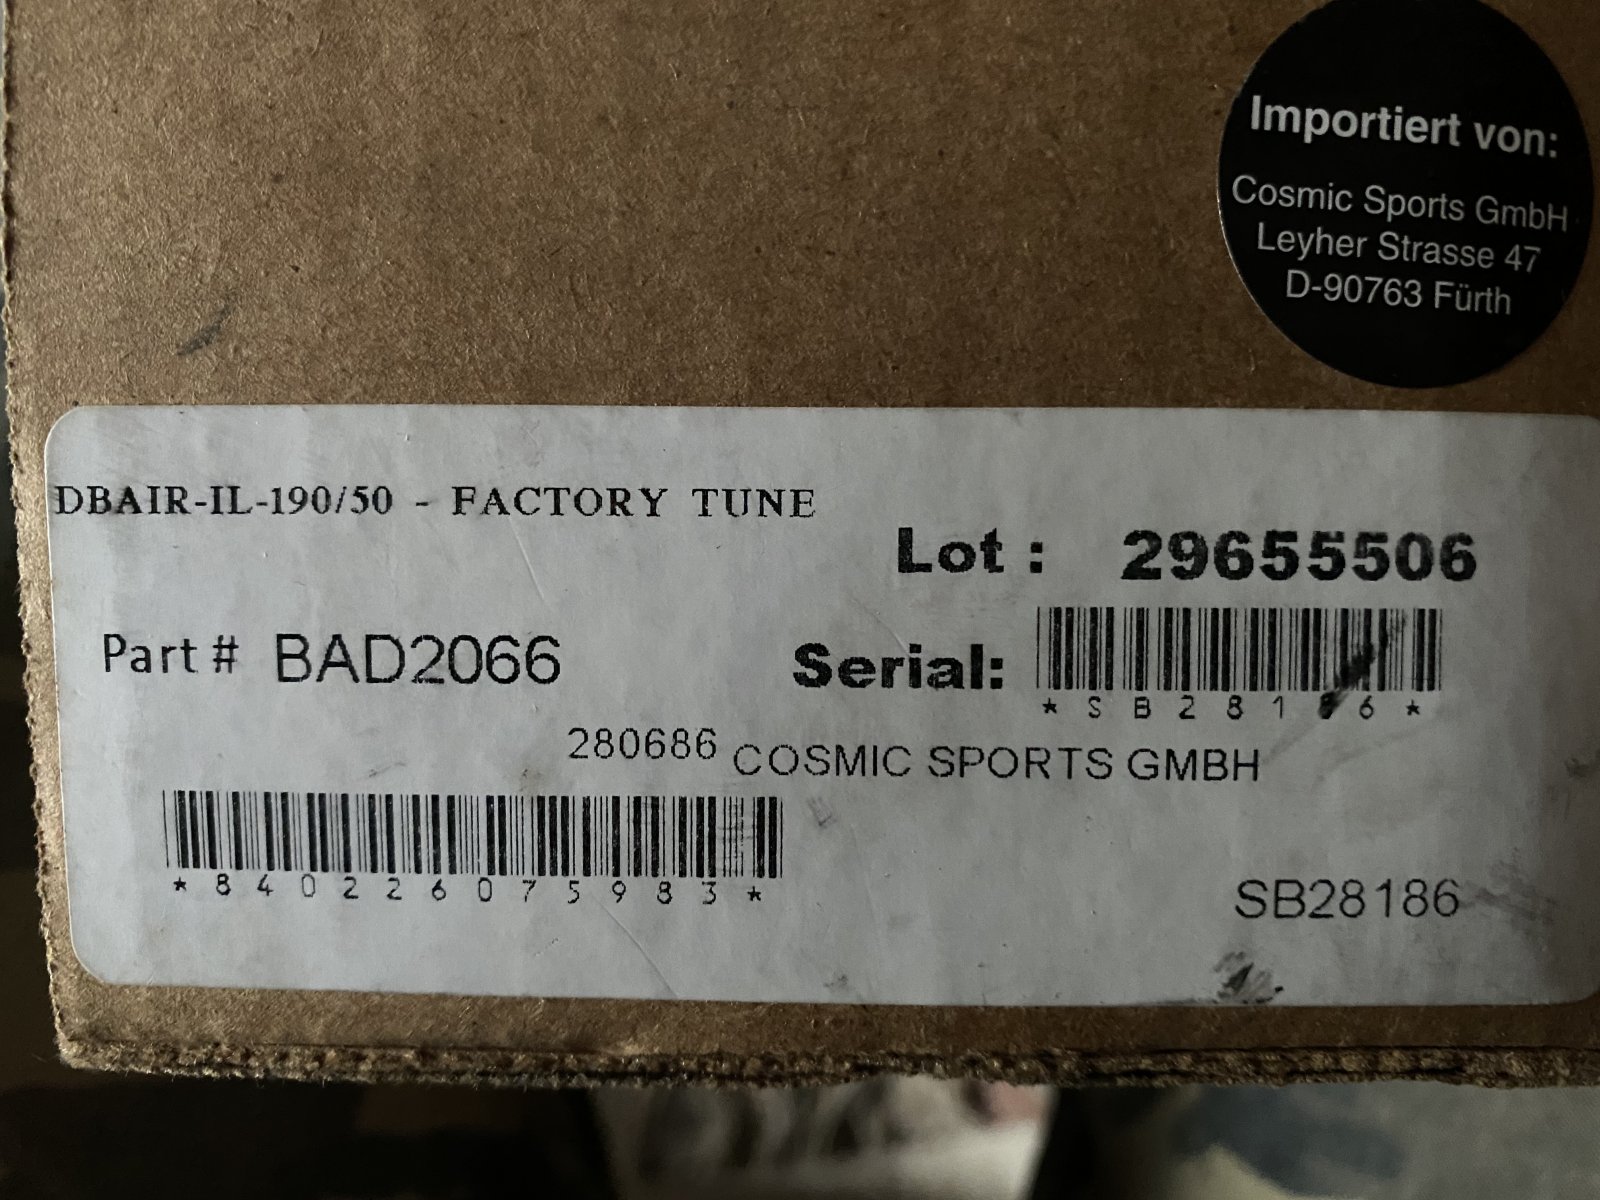 Importiert von:
Cosmic Sports GmbH
Leyher Strasse 47
D-90763 Fürth
DBAIR-IL-190/50 - FACTORY TUNE
Lot : 29655506
Part # BAD2066
Serial:
*SB28186*
280686 COSMIC SPORTS GMBH
*840226075983*
SB28186